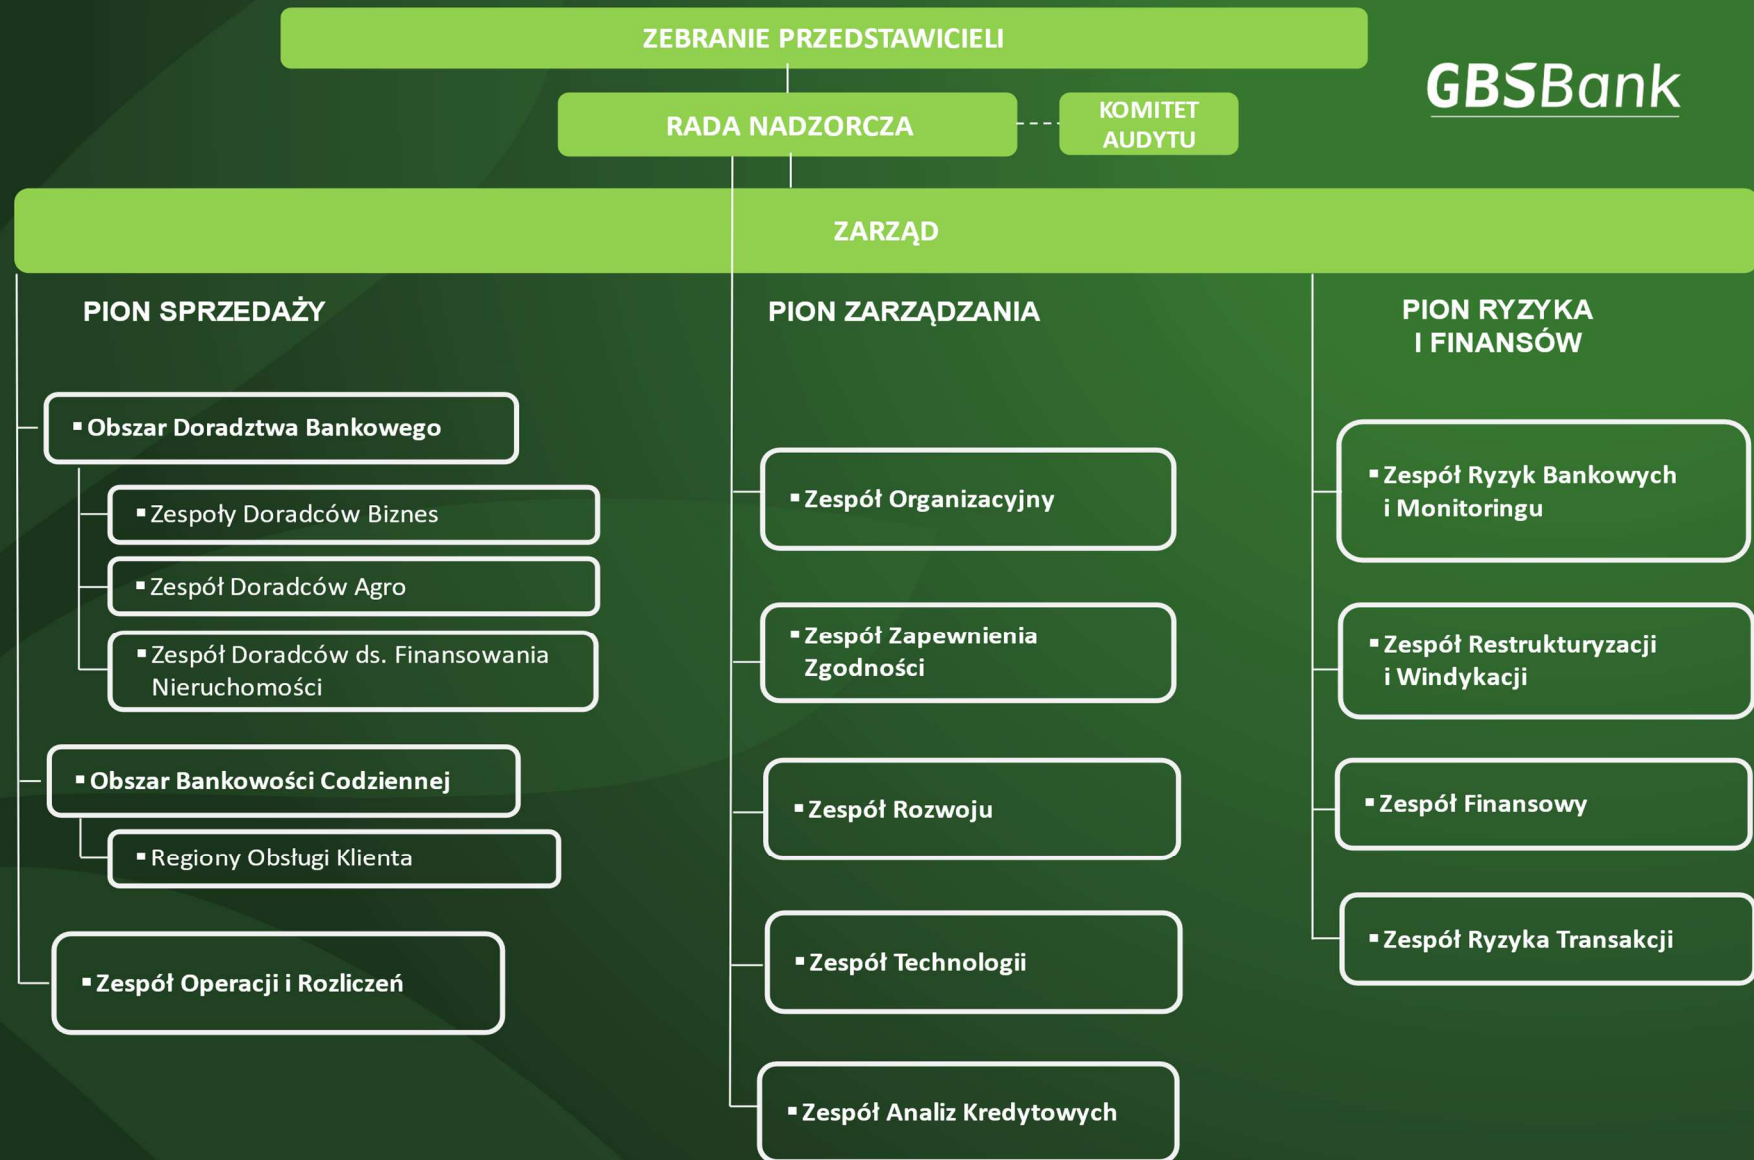 ZEBRANIE PRZEDSTAWICIELI
GBSBank
RADA NADZORCZA
KOMITET
AUDYTU
ZARZĄD
PION SPRZEDAŻY
▪ Obszar Doradztwa Bankowego
▪ Zespoły Doradców Biznes
▪ Zespół Doradców Agro
▪ Zespół Doradców ds. Finansowania
Nieruchomości
▪ Obszar Bankowości Codziennej
▪ Regiony Obsługi Klienta
▪ Zespół Operacji i Rozliczeń
PION ZARZĄDZANIA
▪ Zespół Organizacyjny
▪ Zespół Zapewnienia
Zgodności
▪ Zespół Rozwoju
▪ Zespół Technologii
▪ Zespół Analiz Kredytowych
PION RYZYKA
I FINANSÓW
▪ Zespół Ryzyk Bankowych
i Monitoringu
▪ Zespół Restrukturyzacji
i Windykacji
▪ Zespół Finansowy
▪ Zespół Ryzyka Transakcji